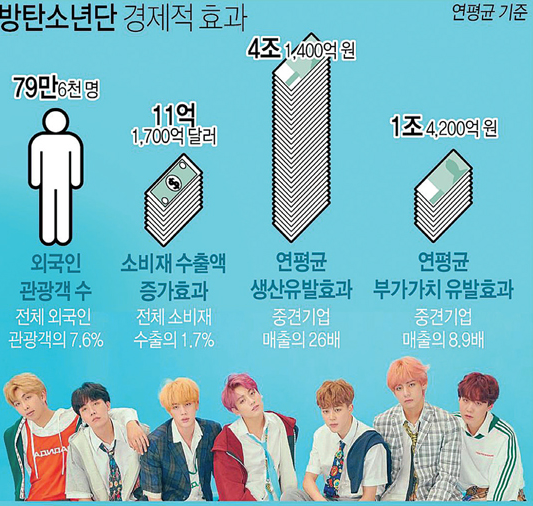 방탄소년단 경제적 효과
연평균 기준
79만 6천 명
11억
1,700억 달러
4조 1,400억 원
1조 4,200억 원
외국인
관광객 수
전체 외국인
관광객의 7.6%
소비재 수출액
증가효과
전체 소비재
수출의 1.7%
연평균
생산유발효과
중견기업
매출의 26배
연평균
부가가치 유발효과
중견기업
매출의 8.9배